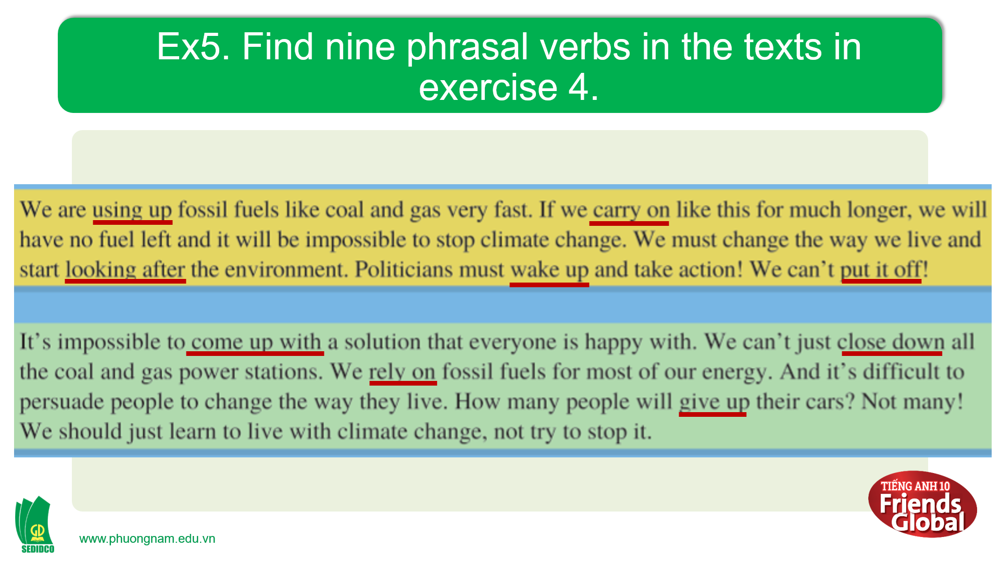 Ex5. Find nine phrasal verbs in the texts in
exercise 4.
We are using up fossil fuels like coal and gas very fast. If we carry on like this for much longer, we will
have no fuel left and it will be impossible to stop climate change. We must change the way we live and
start looking after the environment. Politicians must wake up and take action! We can’t put it off!
It’s impossible to come up with a solution that everyone is happy with. We can’t just close down all
the coal and gas power stations. We rely on fossil fuels for most of our energy. And it’s difficult to
persuade people to change the way they live. How many people will give up their cars? Not many!
We should just learn to live with climate change, not try to stop it.
GD
SEDIDCO
www.phuongnam.edu.vn
TIẾNG ANH 10
Friends
Global